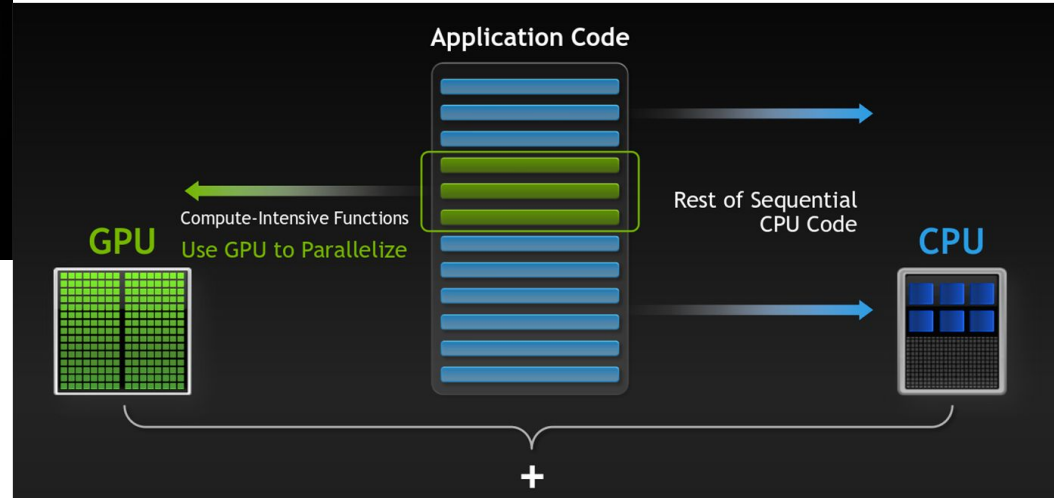 Application Code
Compute-Intensive Functions
Use GPU to Parallelize
GPU
Rest of Sequential
CPU Code
CPU
+